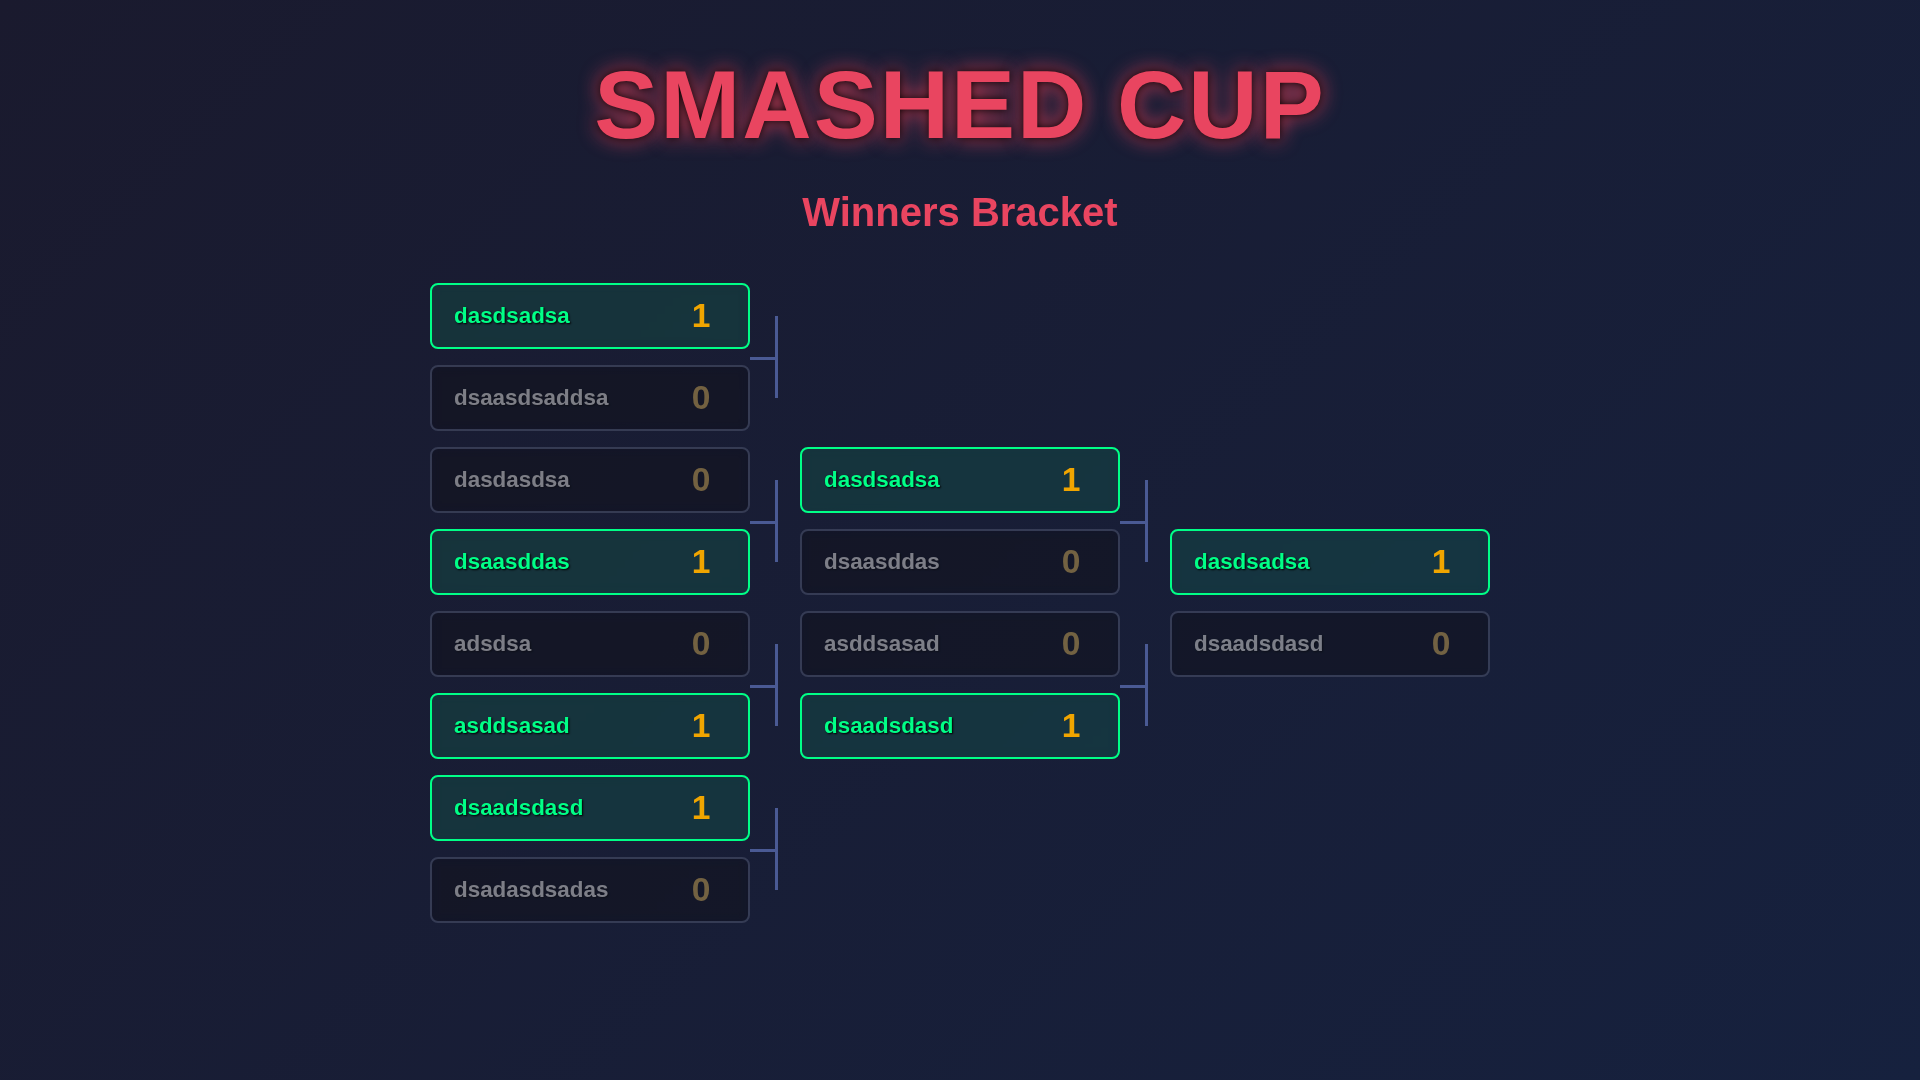 SMASHED CUP
Winners Bracket
dasdsadsa 1
dsaasdsaddsa 0
dasdasdsa 0
dsaasddas 1
adsdsa 0
asddsasad 1
dsaadsdasd 1
dsadasdsadas 0
dasdsadsa 1
dsaasddas 0
asddsasad 0
dsaadsdasd 1
dasdsadsa 1
dsaadsdasd 0